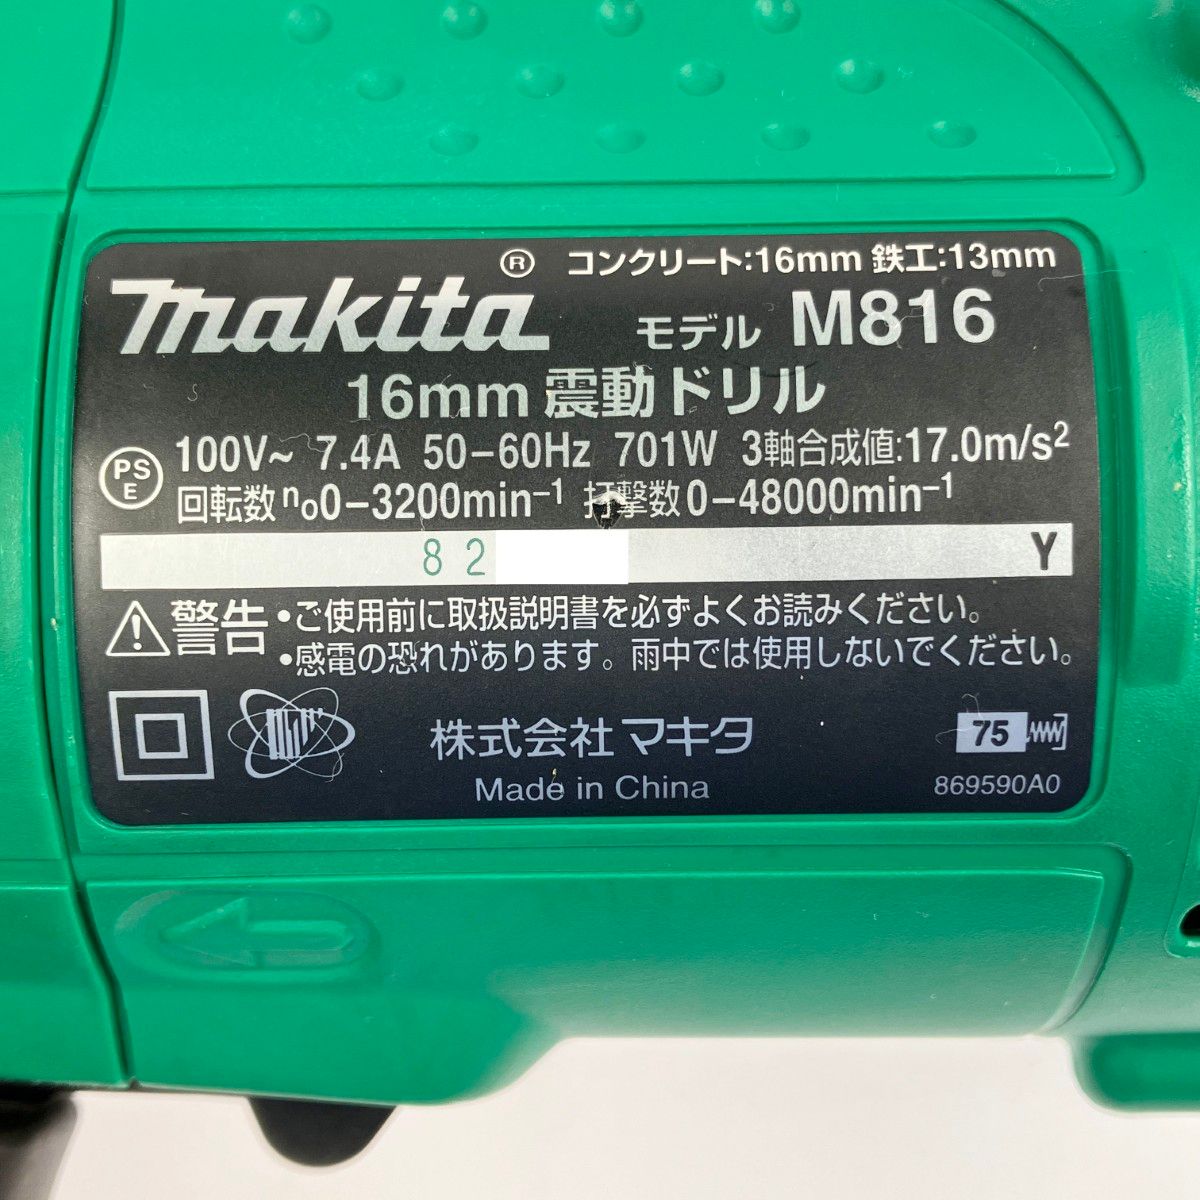 ® コンクリート:16mm 鉄工:13mm
makita モデル M816
16mm 震動ドリル
PS E 100V~ 7.4A 50-60Hz 701W 3軸合成値:17.0m/s²
回転数 n₀0-3200min⁻¹ 打撃数 0-48000min⁻¹
82 Y
警告 •ご使用前に取扱説明書を必ずよくお読みください。
•感電の恐れがあります。雨中では使用しないでください。
株式会社 マキタ 75
Made in China 869590A0